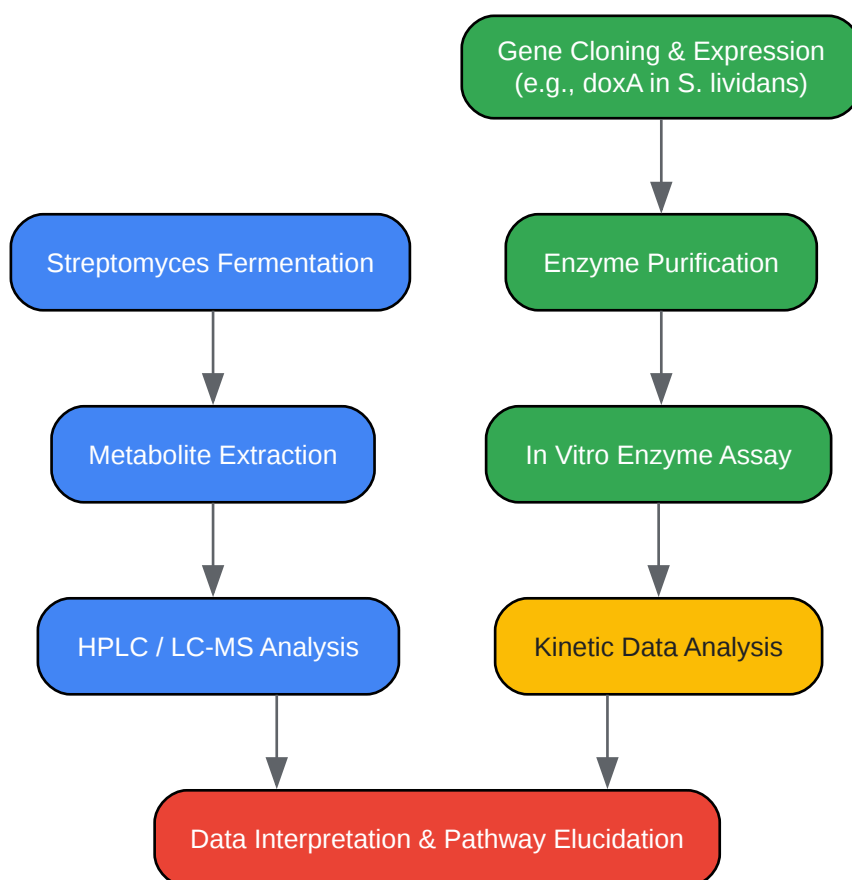 Gene Cloning & Expression
(e.g., doxA in S. lividans)
Streptomyces Fermentation
Enzyme Purification
Metabolite Extraction
In Vitro Enzyme Assay
HPLC / LC-MS Analysis
Kinetic Data Analysis
Data Interpretation & Pathway Elucidation